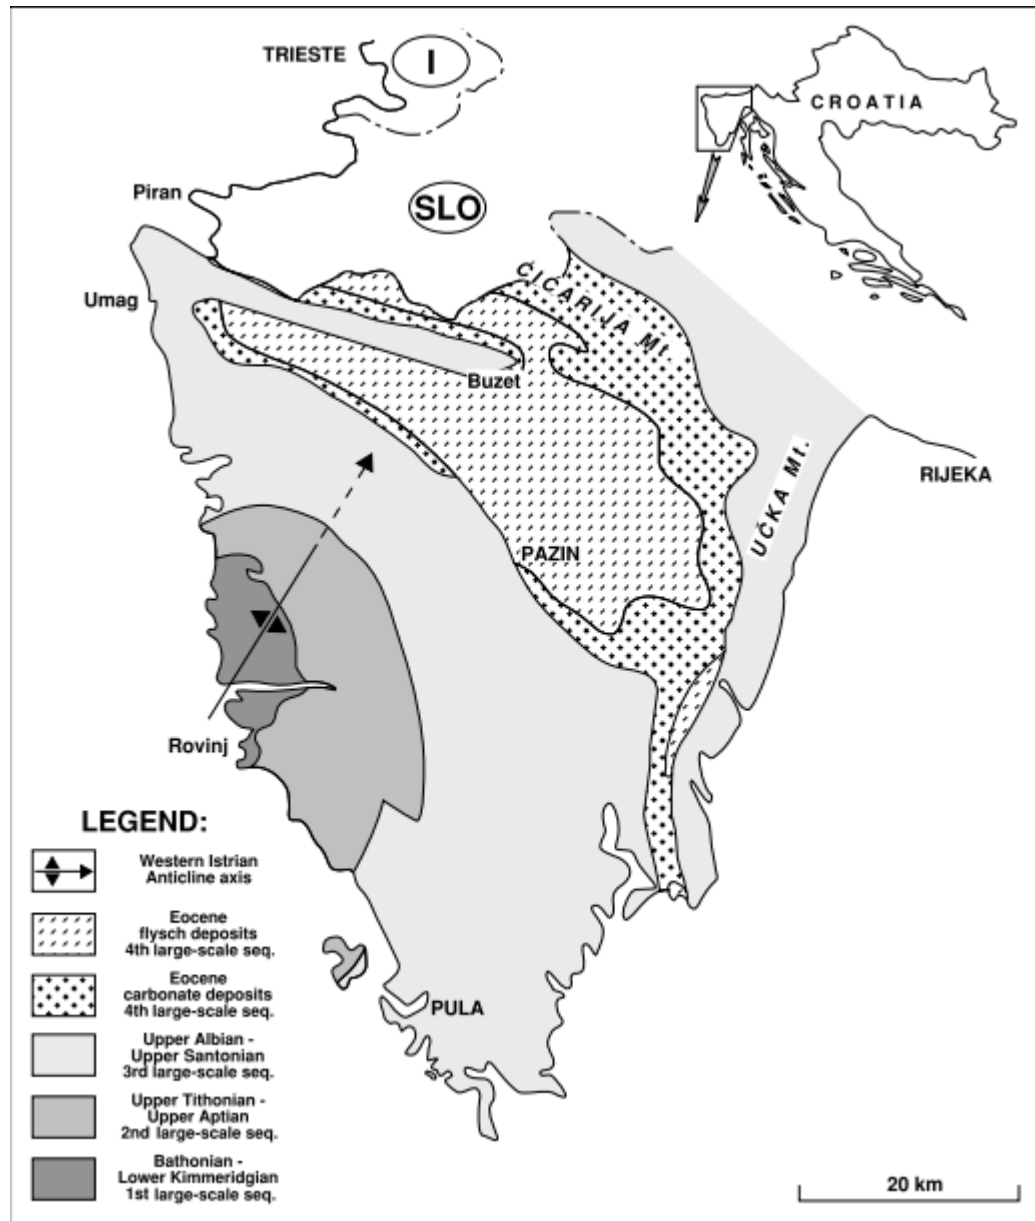 TRIESTE
I
CROATIA
Piran
SLO
ĆIĆARIJA Mt.
Umag
Buzet
UČKA Mt.
RIJEKA
PAZIN
Rovinj
PULA
LEGEND:
Western Istrian
Anticline axis
Eocene
flysch deposits
4th large-scale seq.
Eocene
carbonate deposits
4th large-scale seq.
Upper Albian -
Upper Santonian
3rd large-scale seq.
Upper Tithonian -
Upper Aptian
2nd large-scale seq.
Bathonian -
Lower Kimmeridgian
1st large-scale seq.
20 km